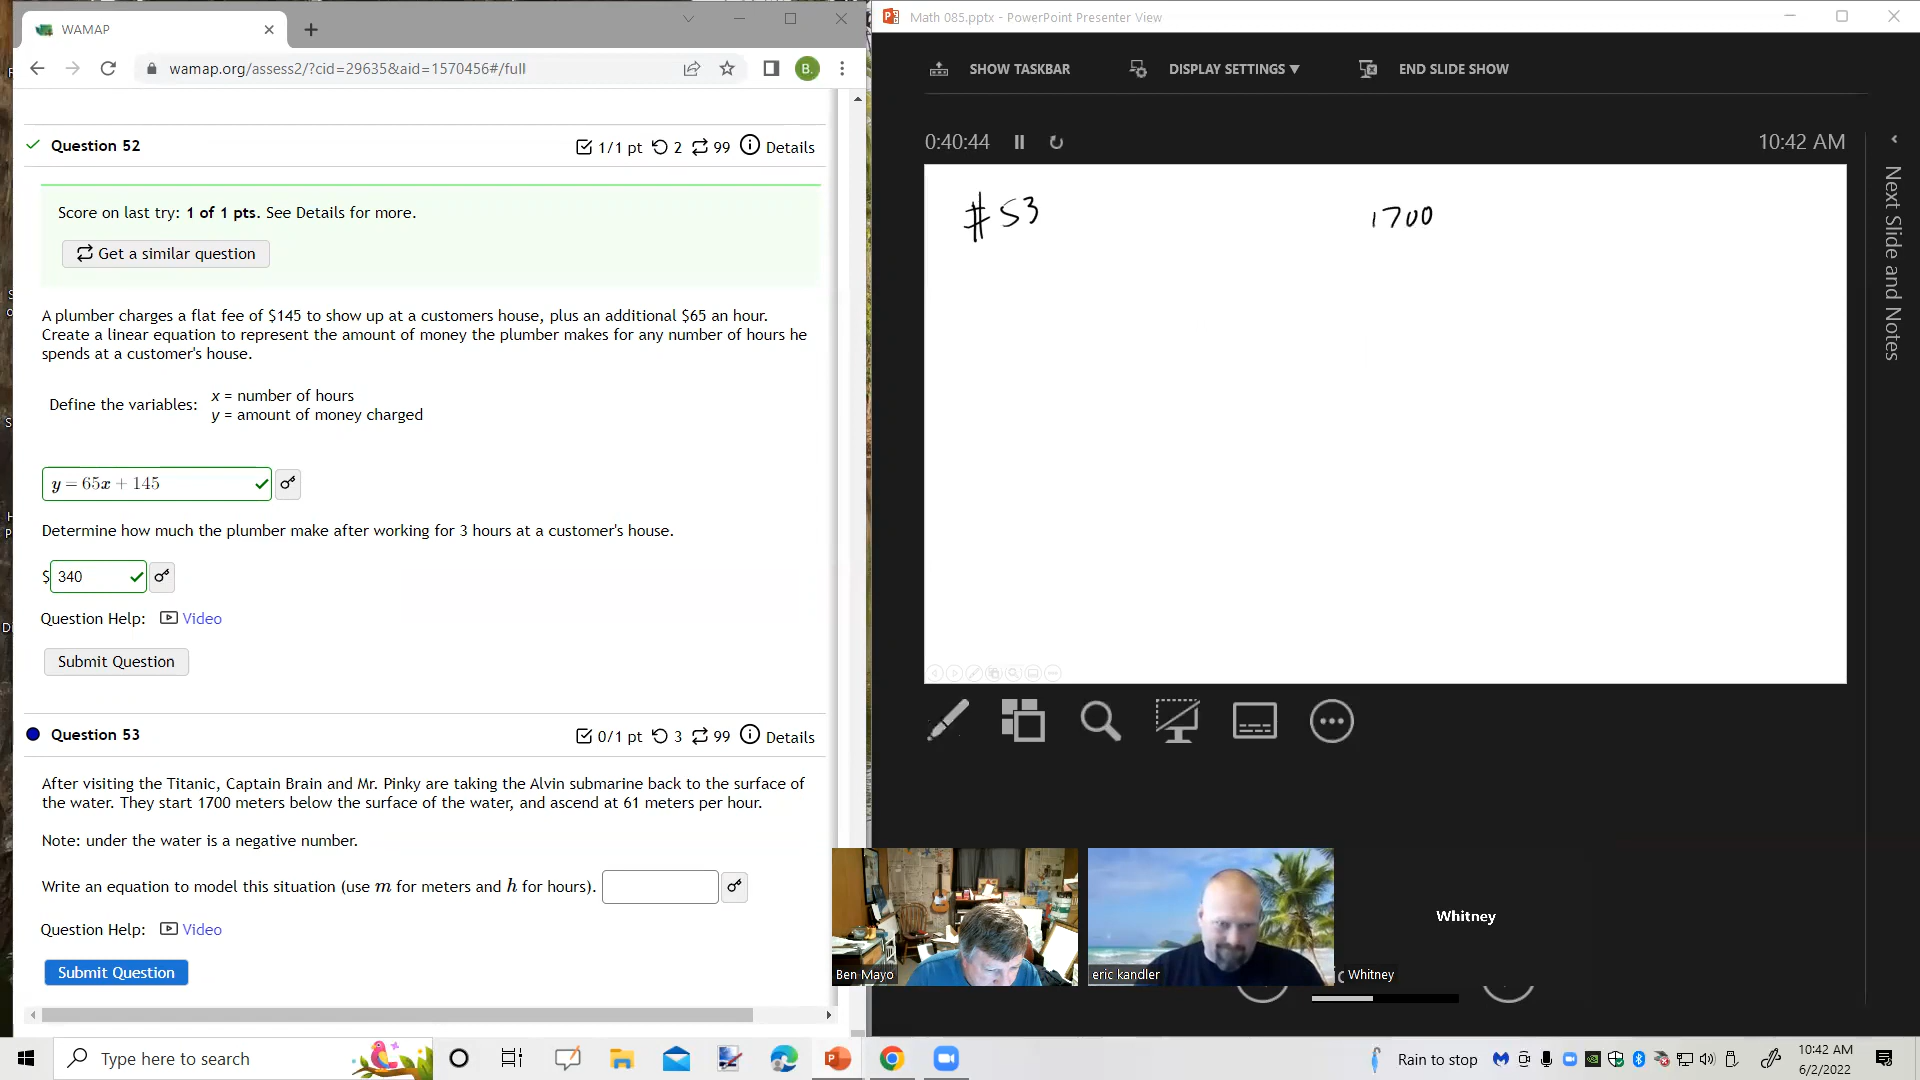 WAMAP
wamap.org/assess2/?cid=29635&aid=1570456#/full
B.
Question 52
1/1 pt 2 99 Details
Score on last try: 1 of 1 pts. See Details for more.
Get a similar question
A plumber charges a flat fee of $145 to show up at a customers house, plus an additional $65 an hour.
Create a linear equation to represent the amount of money the plumber makes for any number of hours he
spends at a customer's house.
Define the variables:
x = number of hours
y = amount of money charged
y = 65x + 145
Determine how much the plumber make after working for 3 hours at a customer's house.
$ 340
Question Help: Video
Submit Question
Question 53
0/1 pt 3 99 Details
After visiting the Titanic, Captain Brain and Mr. Pinky are taking the Alvin submarine back to the surface of
the water. They start 1700 meters below the surface of the water, and ascend at 61 meters per hour.
Note: under the water is a negative number.
Write an equation to model this situation (use m for meters and h for hours).
Question Help: Video
Submit Question
Math 085.pptx - PowerPoint Presenter View
SHOW TASKBAR
DISPLAY SETTINGS
END SLIDE SHOW
0:40:44
10:42 AM
#53
1700
Next Slide and Notes
Ben Mayo
eric kandler
Whitney
Whitney
Type here to search
Rain to stop
10:42 AM
6/2/2022